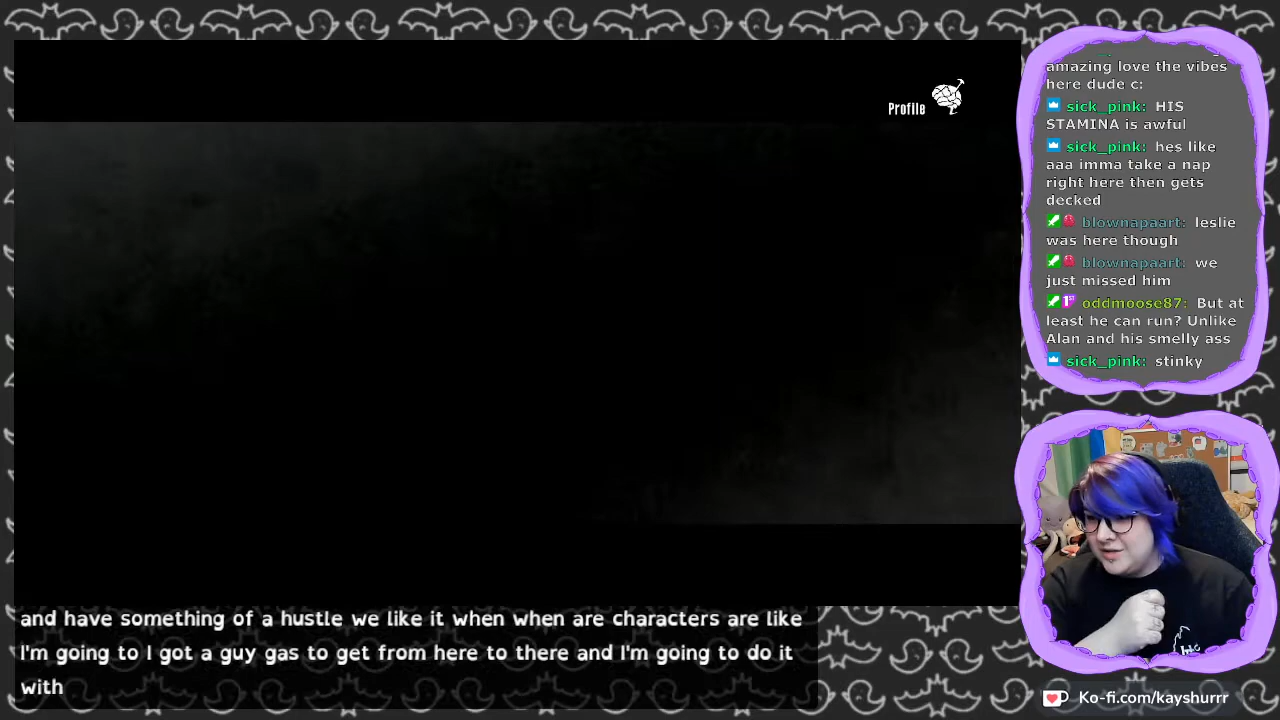 Profile
amazing love the vibes
here dude c:
sick_pink: HIS
STAMINA is awful
sick_pink: hes like
aaa imma take a nap
right here then gets
decked
blownapaart: leslie
was here though
blownapaart: we
just missed him
oddmoose87: But at
least he can run? Unlike
Alan and his smelly ass
sick_pink: stinky
and have something of a hustle we like it when when are characters are like
I'm going to I got a guy gas to get from here to there and I'm going to do it
with
Ko-fi.com/kayshurrr